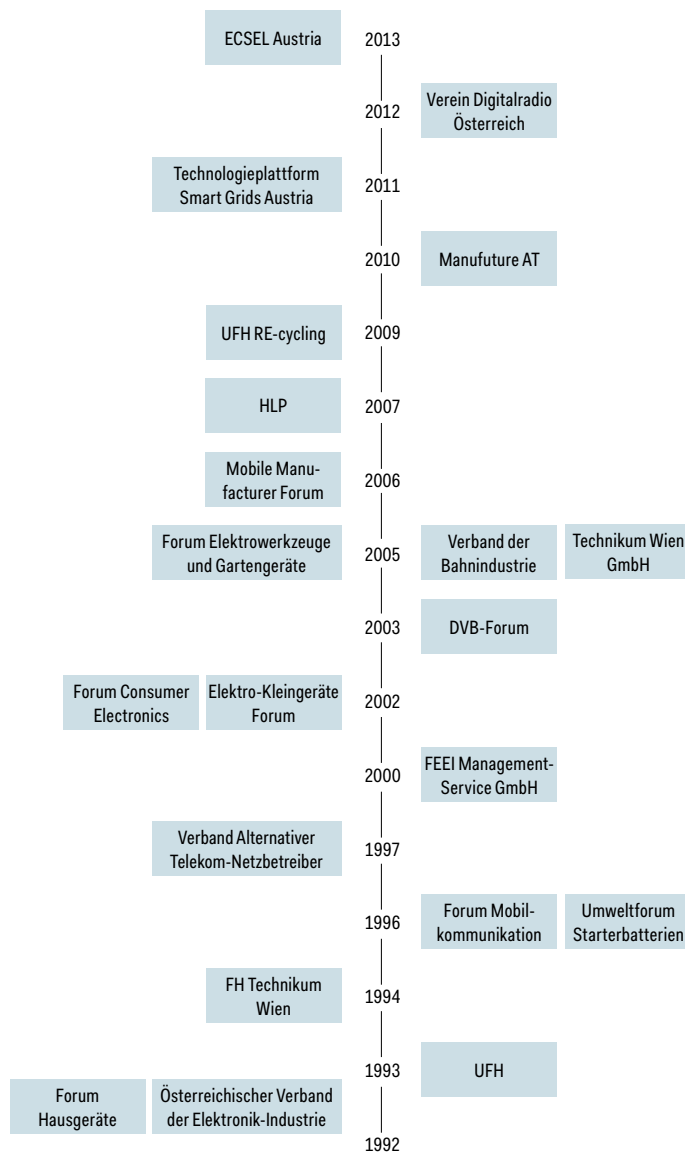 ECSEL Austria
2013
2012
Verein Digitalradio
Österreich
Technologieplattform
Smart Grids Austria
2011
2010
Manufuture AT
UFH RE-cycling
2009
HLP
2007
Mobile Manu-
facturer Forum
2006
Forum Elektrowerkzeuge
und Gartengeräte
2005
Verband der
Bahnindustrie
Technikum Wien
GmbH
2003
DVB-Forum
Forum Consumer
Electronics
Elektro-Kleingeräte
Forum
2002
2000
FEEI Management-
Service GmbH
Verband Alternativer
Telekom-Netzbetreiber
1997
1996
Forum Mobil-
kommunikation
Umweltforum
Starterbatterien
FH Technikum
Wien
1994
1993
UFH
Forum
Hausgeräte
Österreichischer Verband
der Elektronik-Industrie
1992